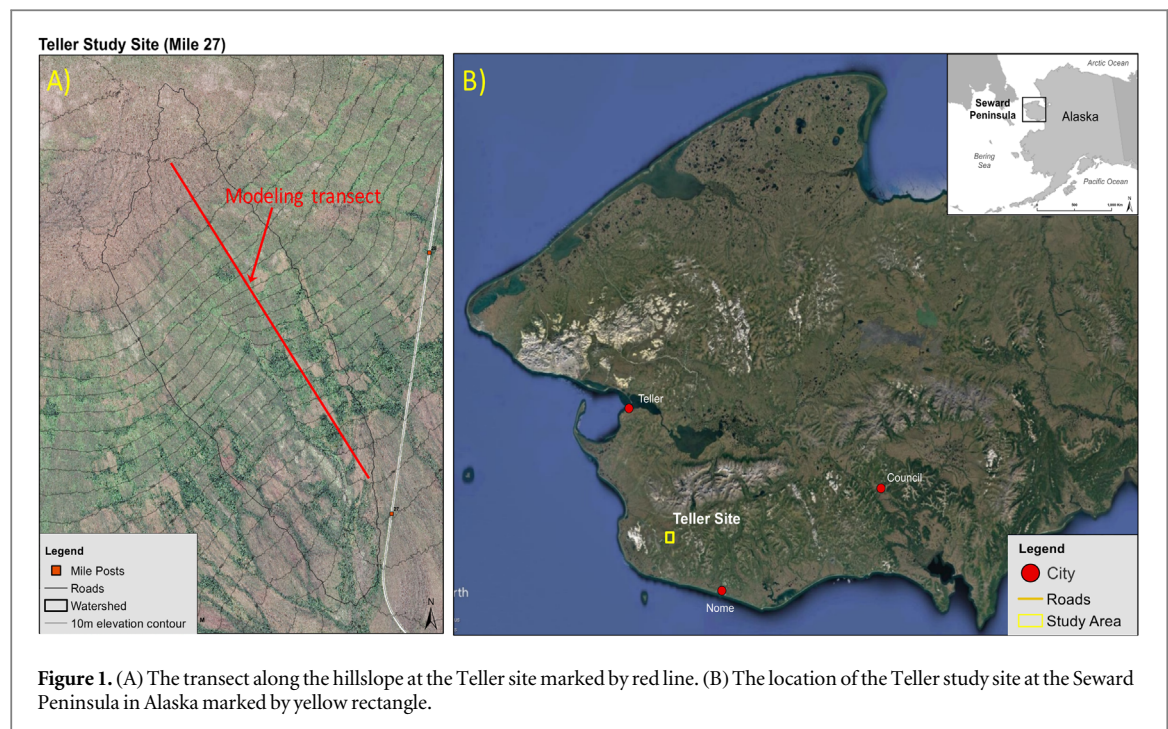 Teller Study Site (Mile 27)
A)
Modeling transect
27
Legend
Mile Posts
Roads
Watershed
10m elevation contour
N
B)
Arctic Ocean
Seward
Peninsula
Alaska
Bering
Sea
Pacific Ocean
N
Teller
Council
Teller Site
Nome
rth
Legend
City
Roads
Study Area
Figure 1. (A) The transect along the hillslope at the Teller site marked by red line. (B) The location of the Teller study site at the Seward
Peninsula in Alaska marked by yellow rectangle.